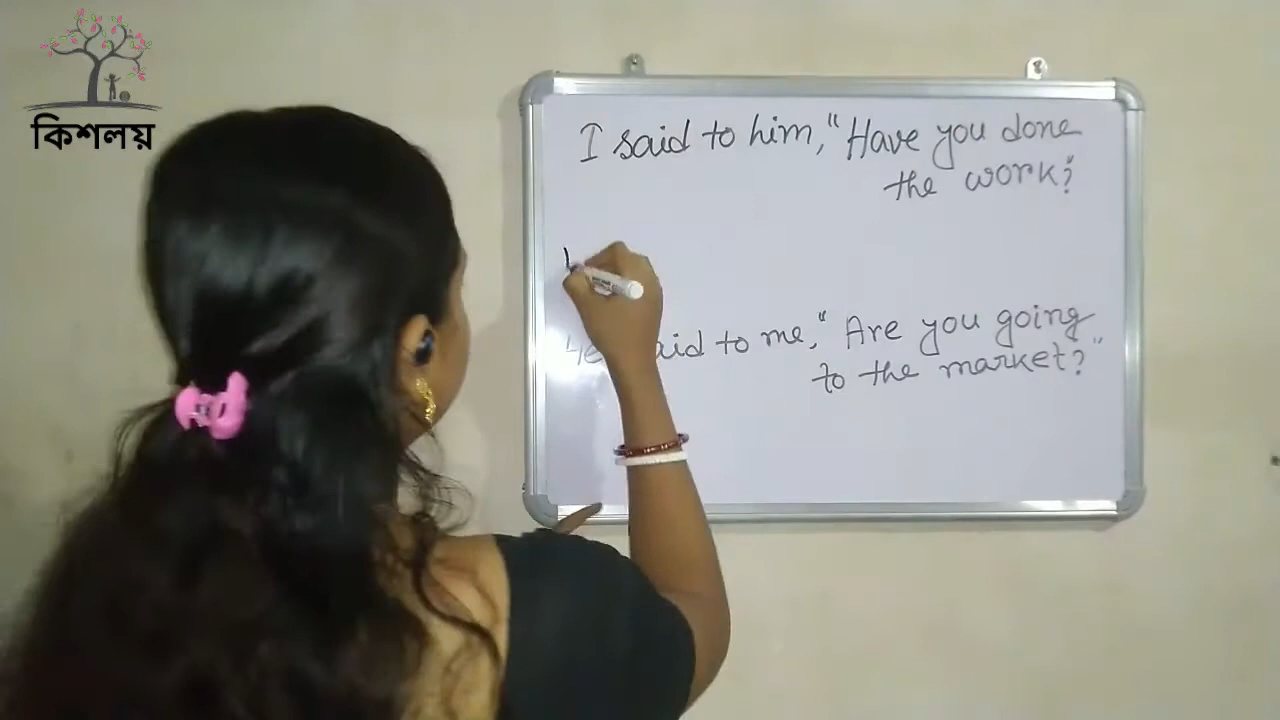 কিশলয়
I said to him, "Have you done
the work?"
said to me, "Are you going
to the market?"